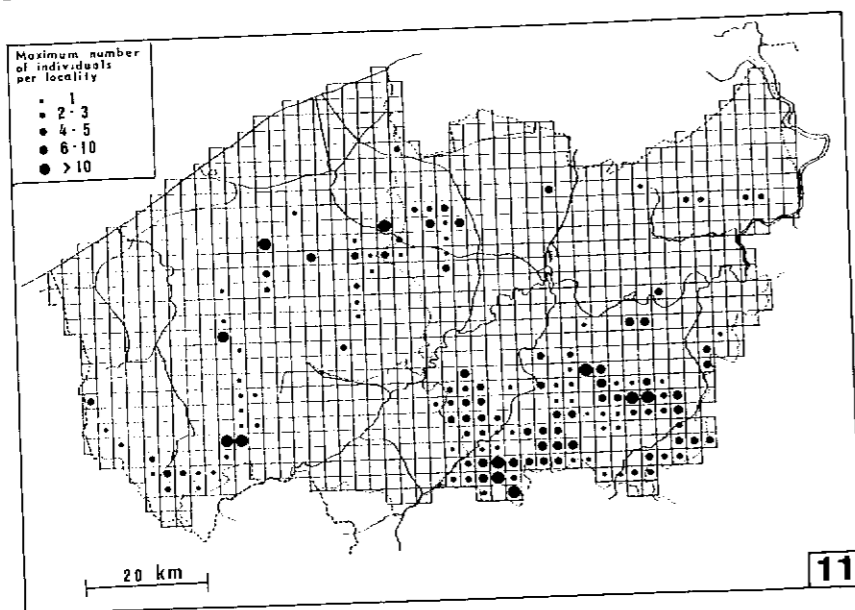 Maximum number
of individuals
per locality
1
2-3
4-5
6-10
>10
20 km
11